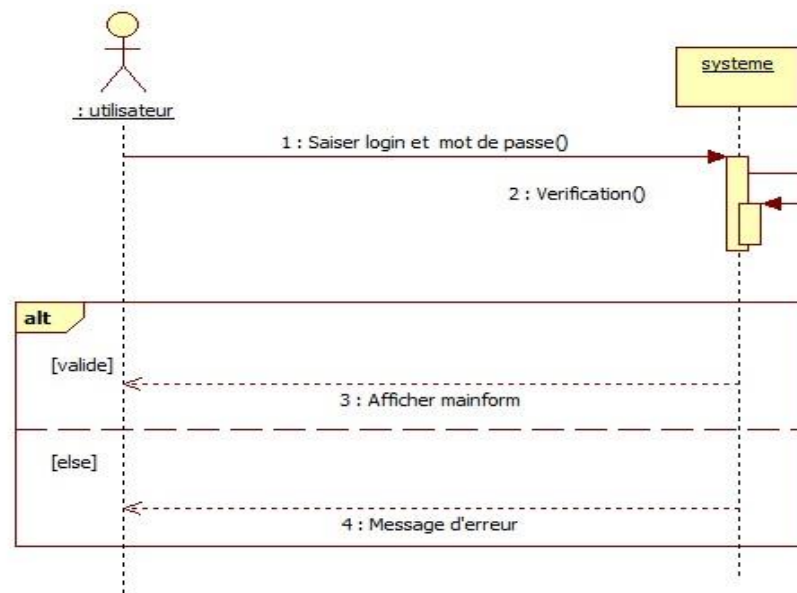 systeme
: utilisateur
1 : Saiser login et mot de passe()
2 : Verification()
alt
[valide]
3 : Afficher mainform
[else]
4 : Message d'erreur